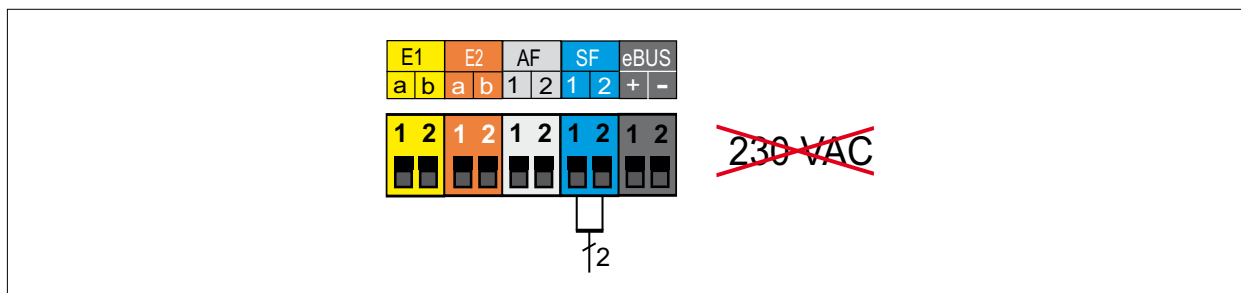 E1 E2 AF SF eBUS
a b a b 1 2 1 2 + -
1 2 1 2 1 2 1 2 1 2
230 VAC
2